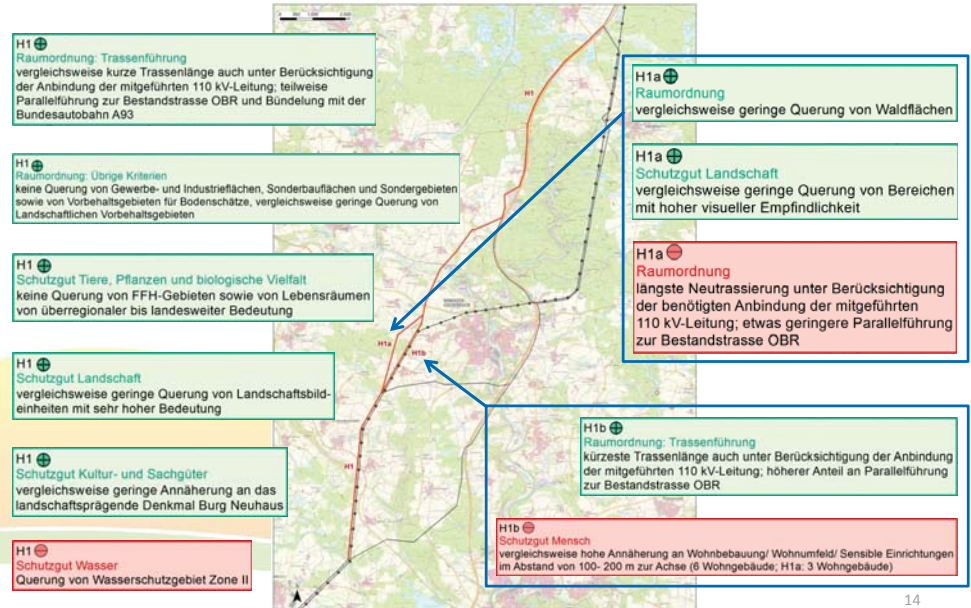 H1 ⊕
Raumordnung: Trassenführung
vergleichsweise kurze Trassenlänge auch unter Berücksichtigung
der Anbindung der mitgeführten 110 kV-Leitung; teilweise
Parallelführung zur Bestandstrasse OBR und Bündelung mit der
Bundesautobahn A93
H1 ⊕
Raumordnung: Übrige Kriterien
keine Querung von Gewerbe- und Industrieflächen, Sonderbauflächen und Sondergebieten
sowie von Vorbehaltsgebieten für Bodenschätze, vergleichsweise geringe Querung von
Landschaftlichen Vorbehaltsgebieten
H1 ⊕
Schutzgut Tiere, Pflanzen und biologische Vielfalt
keine Querung von FFH-Gebieten sowie von Lebensräumen
von überregionaler bis landesweiter Bedeutung
H1 ⊕
Schutzgut Landschaft
vergleichsweise geringe Querung von Landschaftsbild-
einheiten mit sehr hoher Bedeutung
H1 ⊕
Schutzgut Kultur- und Sachgüter
vergleichsweise geringe Annäherung an das
landschaftsprägende Denkmal Burg Neuhaus
H1 ⊖
Schutzgut Wasser
Querung von Wasserschutzgebiet Zone II
H1
H1a
H1b
H1
H1a ⊕
Raumordnung
vergleichsweise geringe Querung von Waldflächen
H1a ⊕
Schutzgut Landschaft
vergleichsweise geringe Querung von Bereichen
mit hoher visueller Empfindlichkeit
H1a ⊖
Raumordnung
längste Neutrassierung unter Berücksichtigung
der benötigten Anbindung der mitgeführten
110 kV-Leitung; etwas geringere Parallelführung
zur Bestandstrasse OBR
H1b ⊕
Raumordnung: Trassenführung
kürzeste Trassenlänge auch unter Berücksichtigung der Anbindung
der mitgeführten 110 kV-Leitung; höherer Anteil an Parallelführung
zur Bestandstrasse OBR
H1b ⊖
Schutzgut Mensch
vergleichsweise hohe Annäherung an Wohnbebauung/ Wohnumfeld/ Sensible Einrichtungen
im Abstand von 100- 200 m zur Achse (6 Wohngebäude; H1a: 3 Wohngebäude)
14